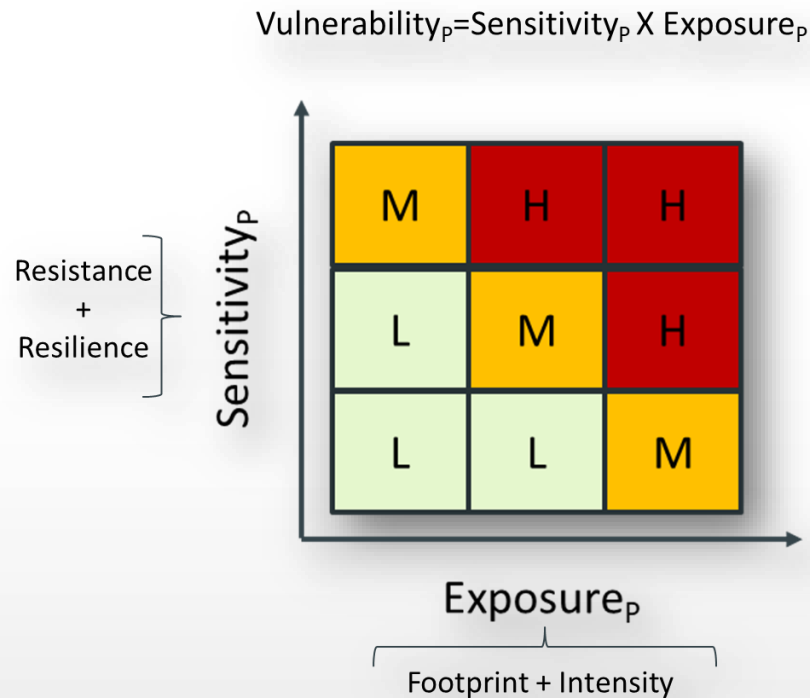 Vulnerabilityₚ=Sensitivityₚ X Exposureₚ
M H H
L M H
L L M
Sensitivityₚ
Resistance
+
Resilience
Exposureₚ
Footprint + Intensity